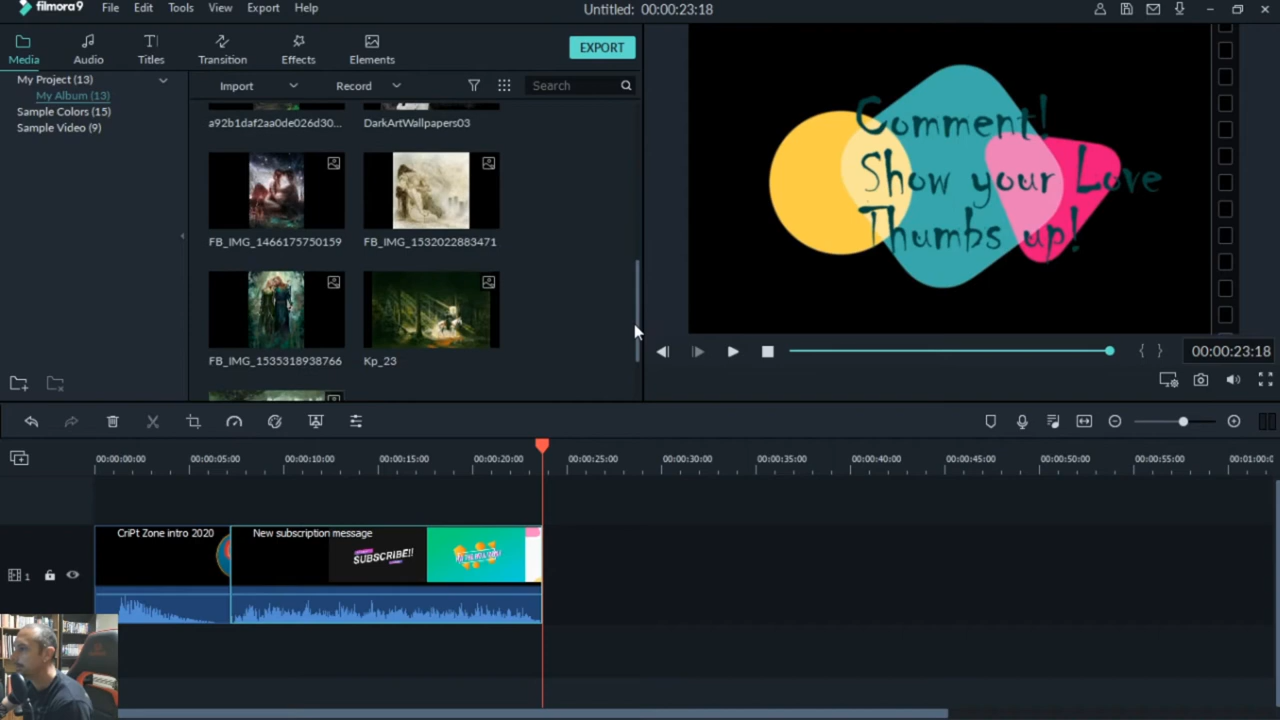 filmora9 File Edit Tools View Export Help Untitled: 00:00:23:18
Media Audio Titles Transition Effects Elements EXPORT
My Project (13)
My Album (13)
Sample Colors (15)
Sample Video (9)
Import Record Search
a92b1daf2aa0de026d30... DarkArtWallpapers03
FB_IMG_1466175750159 FB_IMG_1532022883471
FB_IMG_1535318938766 Kp_23
Comment!
Show your Love
Thumbs up!
{ } 00:00:23:18
00:00:00:00 00:00:05:00 00:00:10:00 00:00:15:00 00:00:20:00 00:00:25:00 00:00:30:00 00:00:35:00 00:00:40:00 00:00:45:00 00:00:50:00 00:00:55:00 00:01:00:0
CriPt Zone intro 2020 New subscription message
SUBSCRIBE!!
1